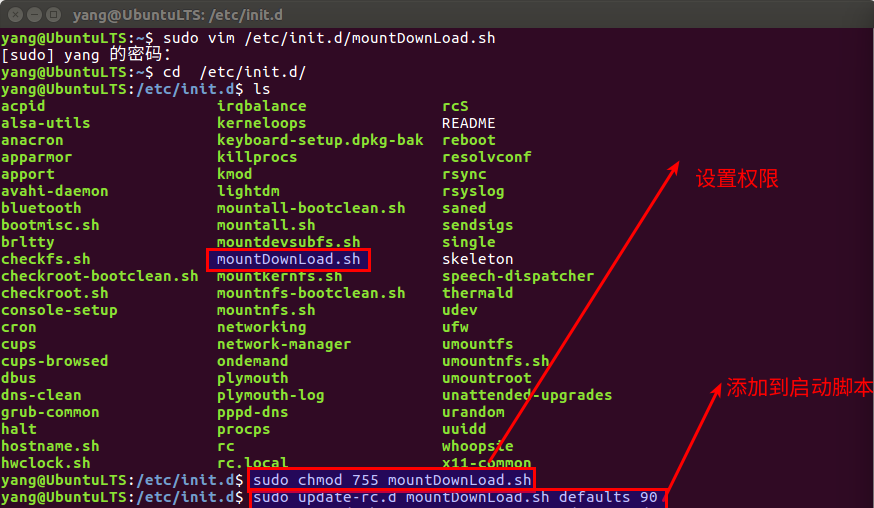 yang@UbuntuLTS: /etc/init.d
yang@UbuntuLTS:~$ sudo vim /etc/init.d/mountDownLoad.sh
[sudo] yang 的密码：
yang@UbuntuLTS:~$ cd  /etc/init.d/
yang@UbuntuLTS:/etc/init.d$ ls
acpid irqbalance rcS
alsa-utils kerneloops README
anacron keyboard-setup.dpkg-bak reboot
apparmor killprocs resolvconf
apport kmod rsync
avahi-daemon lightdm rsyslog
bluetooth mountall-bootclean.sh saned
bootmisc.sh mountall.sh sendsigs
brltty mountdevsubfs.sh single
checkfs.sh mountDownLoad.sh skeleton
checkroot-bootclean.sh mountkernfs.sh speech-dispatcher
checkroot.sh mountnfs-bootclean.sh thermald
console-setup mountnfs.sh udev
cron networking ufw
cups network-manager umountfs
cups-browsed ondemand umountnfs.sh
dbus plymouth umountroot
dns-clean plymouth-log unattended-upgrades
grub-common pppd-dns urandom
halt procps uuidd
hostname.sh rc whoopsie
hwclock.sh rc.local x11-common
yang@UbuntuLTS:/etc/init.d$ sudo chmod 755 mountDownLoad.sh
yang@UbuntuLTS:/etc/init.d$ sudo update-rc.d mountDownLoad.sh defaults 90
设置权限
添加到启动脚本